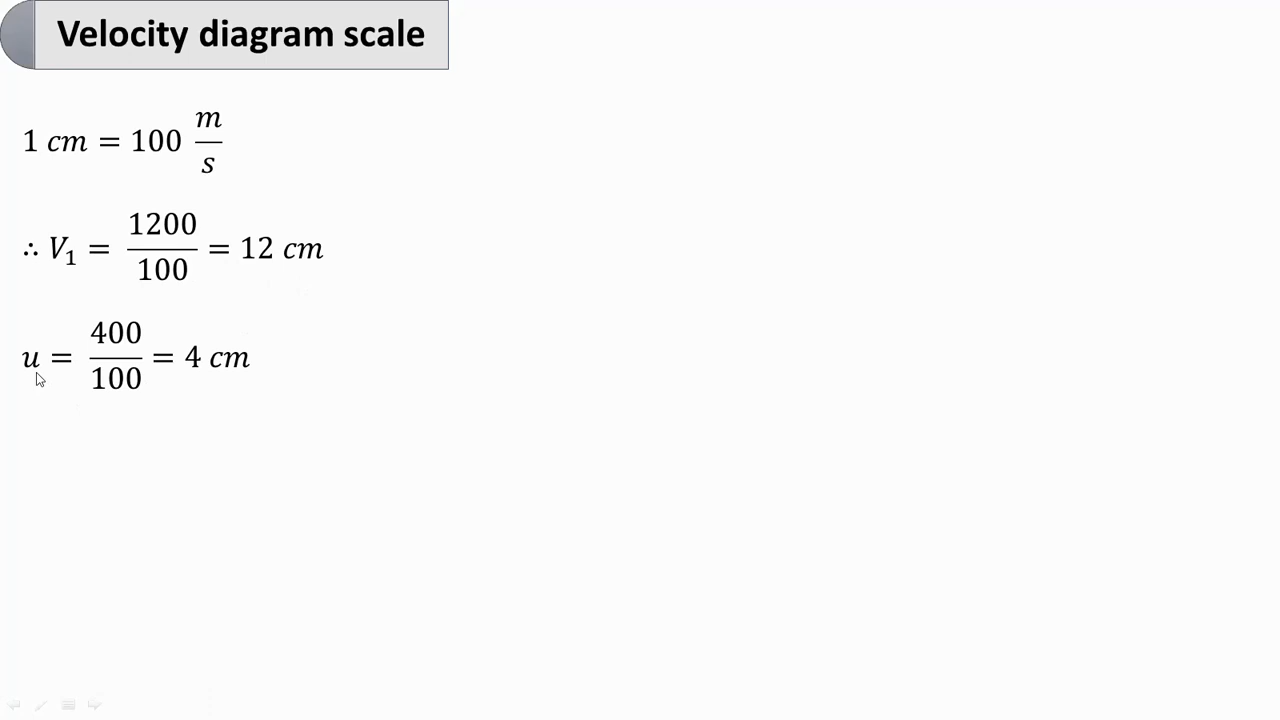 Velocity diagram scale
1 cm = 100 m/s
∴ V₁ = 1200/100 = 12 cm
u = 400/100 = 4 cm